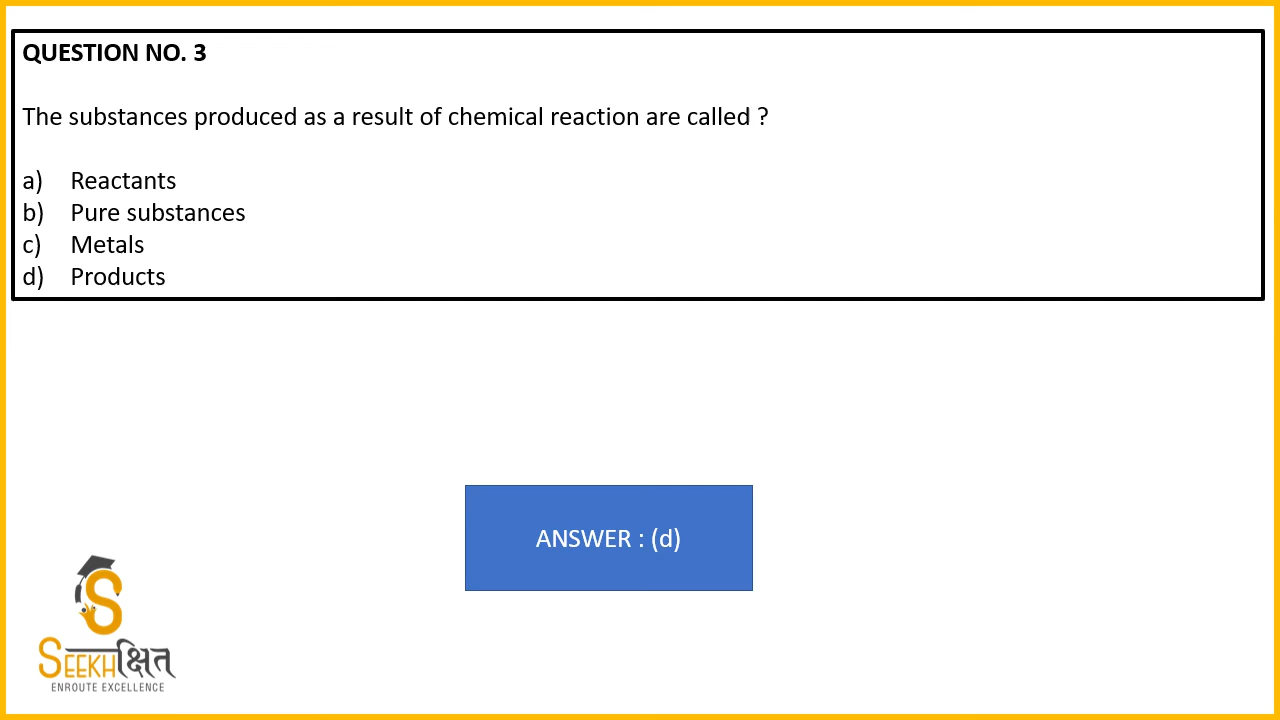 QUESTION NO. 3
The substances produced as a result of chemical reaction are called ?
a) Reactants
b) Pure substances
c) Metals
d) Products
ANSWER : (d)
S
SEEKHक्षित
ENROUTE EXCELLENCE